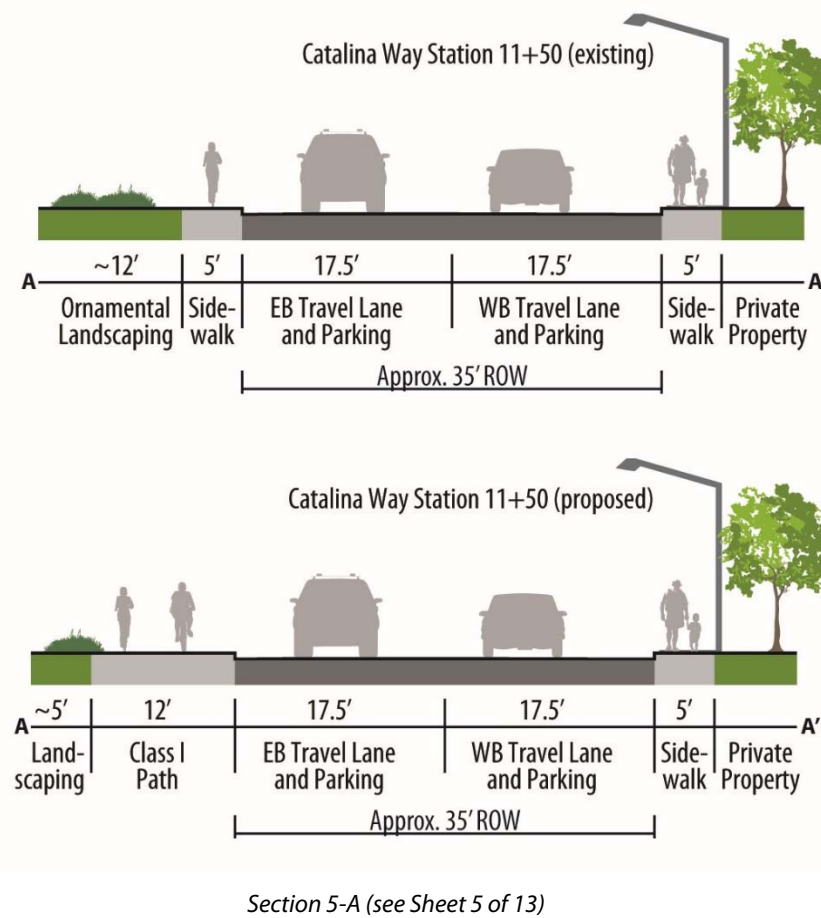 Catalina Way Station 11+50 (existing)
~12’ 5’ 17.5’ 17.5’ 5’
A A
Ornamental Landscaping
Side-walk
EB Travel Lane and Parking
WB Travel Lane and Parking
Side-walk
Private Property
Approx. 35’ ROW
Catalina Way Station 11+50 (proposed)
~5’ 12’ 17.5’ 17.5’ 5’
A A’
Land-scaping
Class I Path
EB Travel Lane and Parking
WB Travel Lane and Parking
Side-walk
Private Property
Approx. 35’ ROW
Section 5-A (see Sheet 5 of 13)